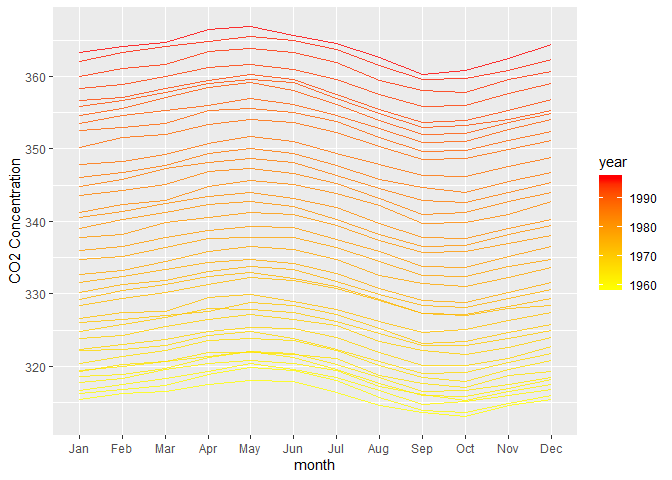 360
350
340
330
320
CO2 Concentration
Jan Feb Mar Apr May Jun Jul Aug Sep Oct Nov Dec
month
year
1990
1980
1970
1960